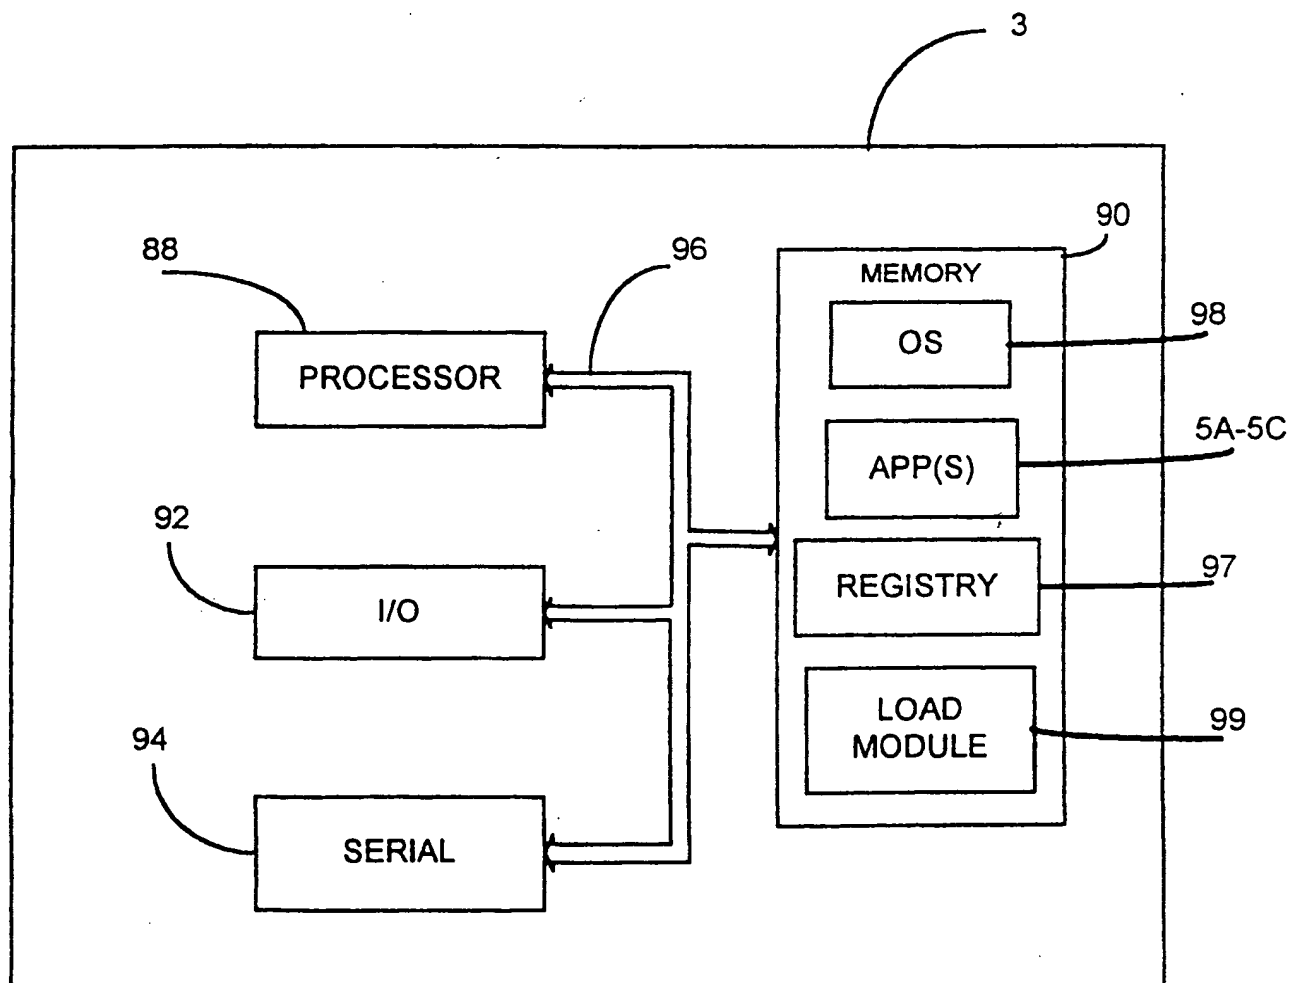 3
90
88
96
MEMORY
98
OS
PROCESSOR
5A-5C
APP(S)
92
97
REGISTRY
I/O
LOAD
MODULE
99
94
SERIAL